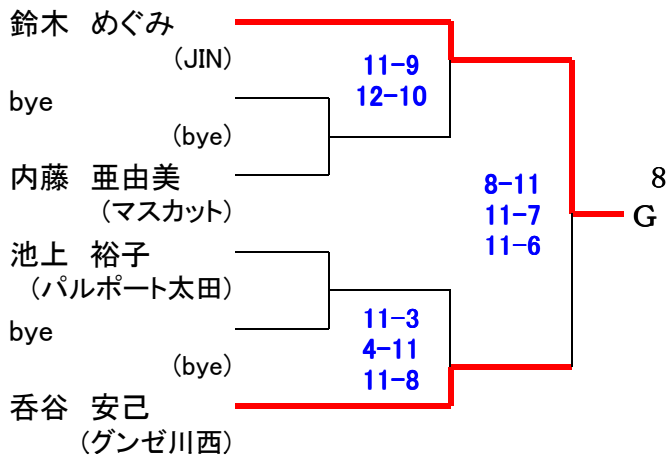 鈴木 めぐみ
(JIN)
bye
(bye)
内藤 亜由美
(マスカット)
池上 裕子
(パルポート太田)
bye
(bye)
呑谷 安己
(グンゼ川西)
11-9
12-10
11-3
4-11
11-8
8-11
11-7
11-6
8
G